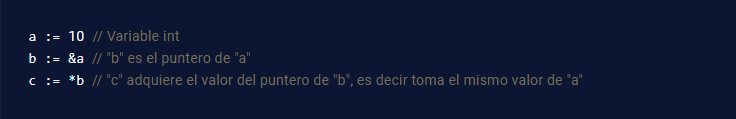 a := 10 // Variable int
b := &a // "b" es el puntero de "a"
c := *b // "c" adquiere el valor del puntero de "b", es decir toma el mismo valor de "a"